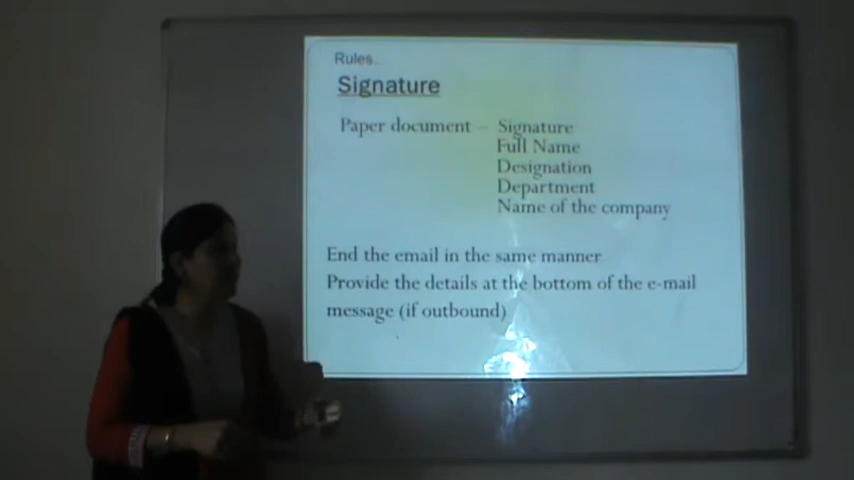 Rules..
Signature
Paper document – Signature
Full Name
Designation
Department
Name of the company
End the email in the same manner
Provide the details at the bottom of the e-mail
message (if outbound)